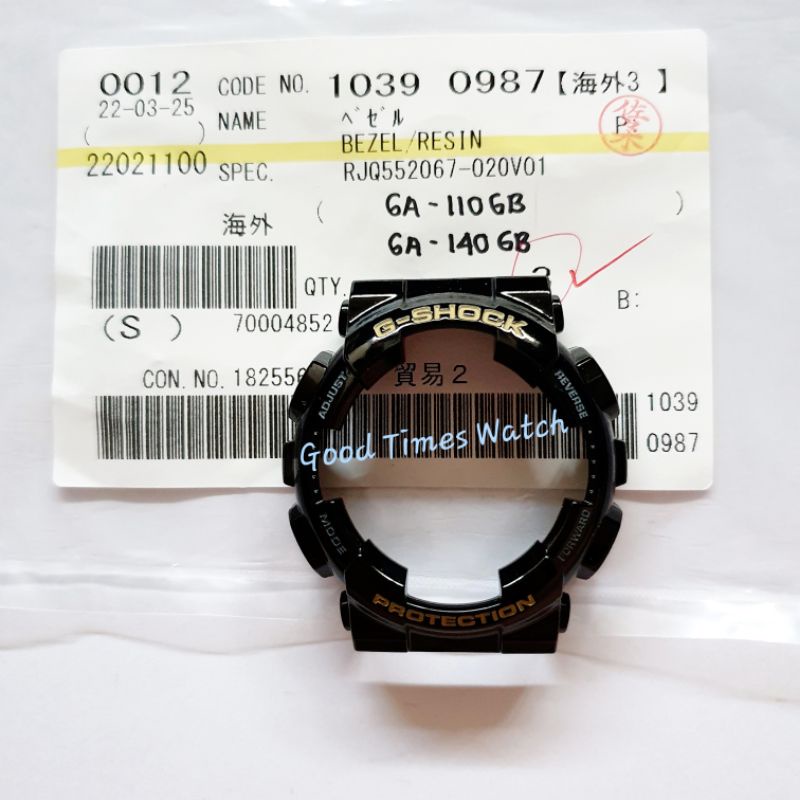 0012 CODE NO. 1039 0987【海外3 】
22-03-25
( ) NAME ﾍﾞｾﾞﾙ P:
BEZEL/RESIN
22021100 SPEC. RJQ552067-020V01
海外 ( GA-110GB )
GA-140GB
QTY. B:
(S ) 70004852
G-SHOCK
CON.NO.182556 貿易2
ADJUST REVERSE
1039
Good Times Watch
0987
MODE FORWARD
PROTECTION